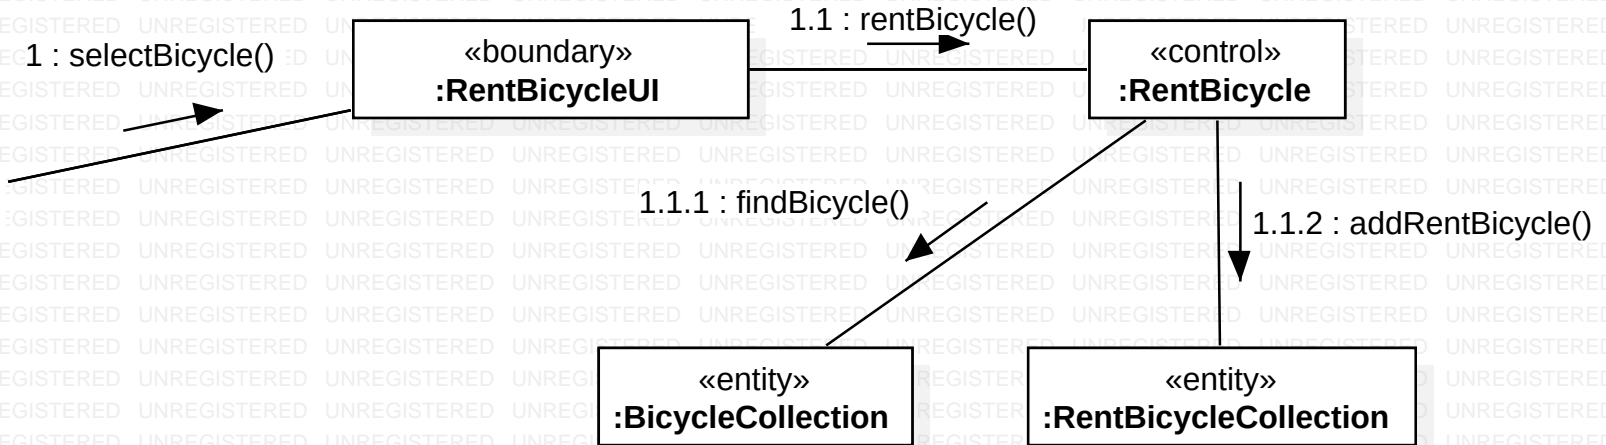 1.1 : rentBicycle()
1 : selectBicycle()
«boundary»
:RentBicycleUI
«control»
:RentBicycle
1.1.1 : findBicycle()
1.1.2 : addRentBicycle()
«entity»
:BicycleCollection
«entity»
:RentBicycleCollection